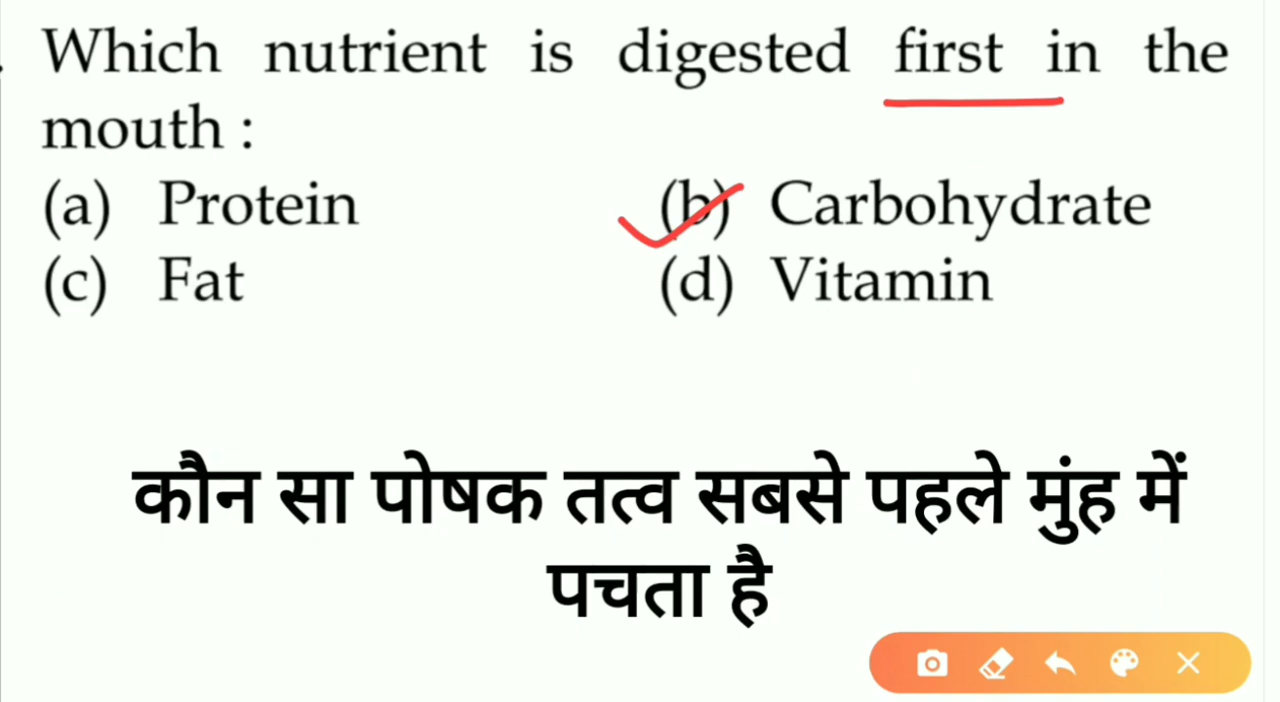 Which nutrient is digested first in the
mouth :
(a) Protein (b) Carbohydrate
(c) Fat (d) Vitamin
कौन सा पोषक तत्व सबसे पहले मुंह में
पचता है